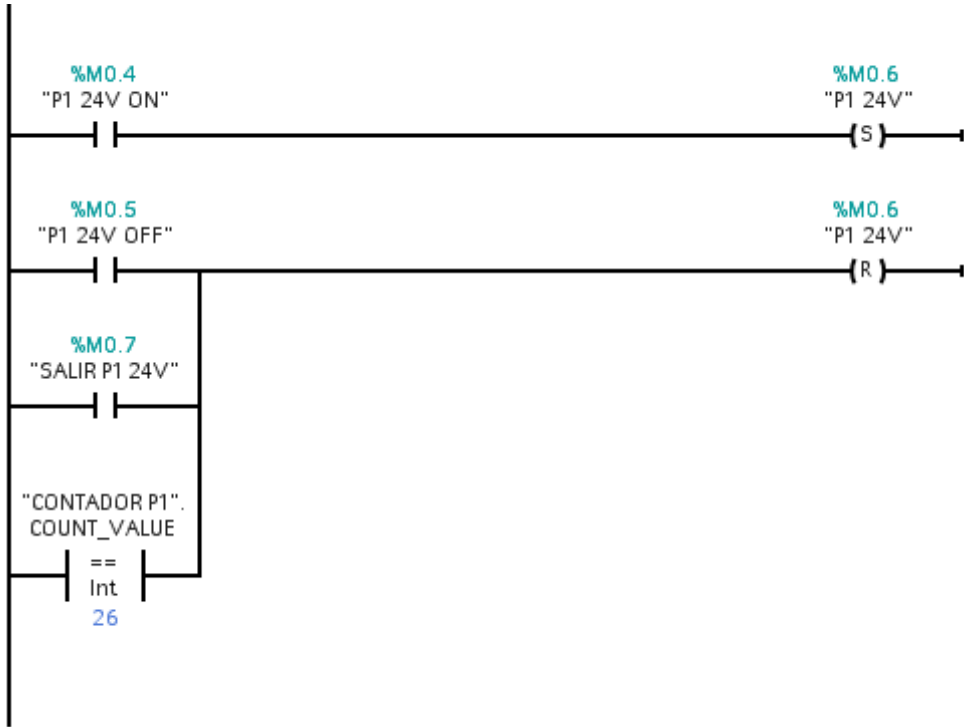 %M0.4
"P1 24V ON"
%M0.6
"P1 24V"
S
%M0.5
"P1 24V OFF"
%M0.6
"P1 24V"
R
%M0.7
"SALIR P1 24V"
"CONTADOR P1".
COUNT_VALUE
==
Int
26